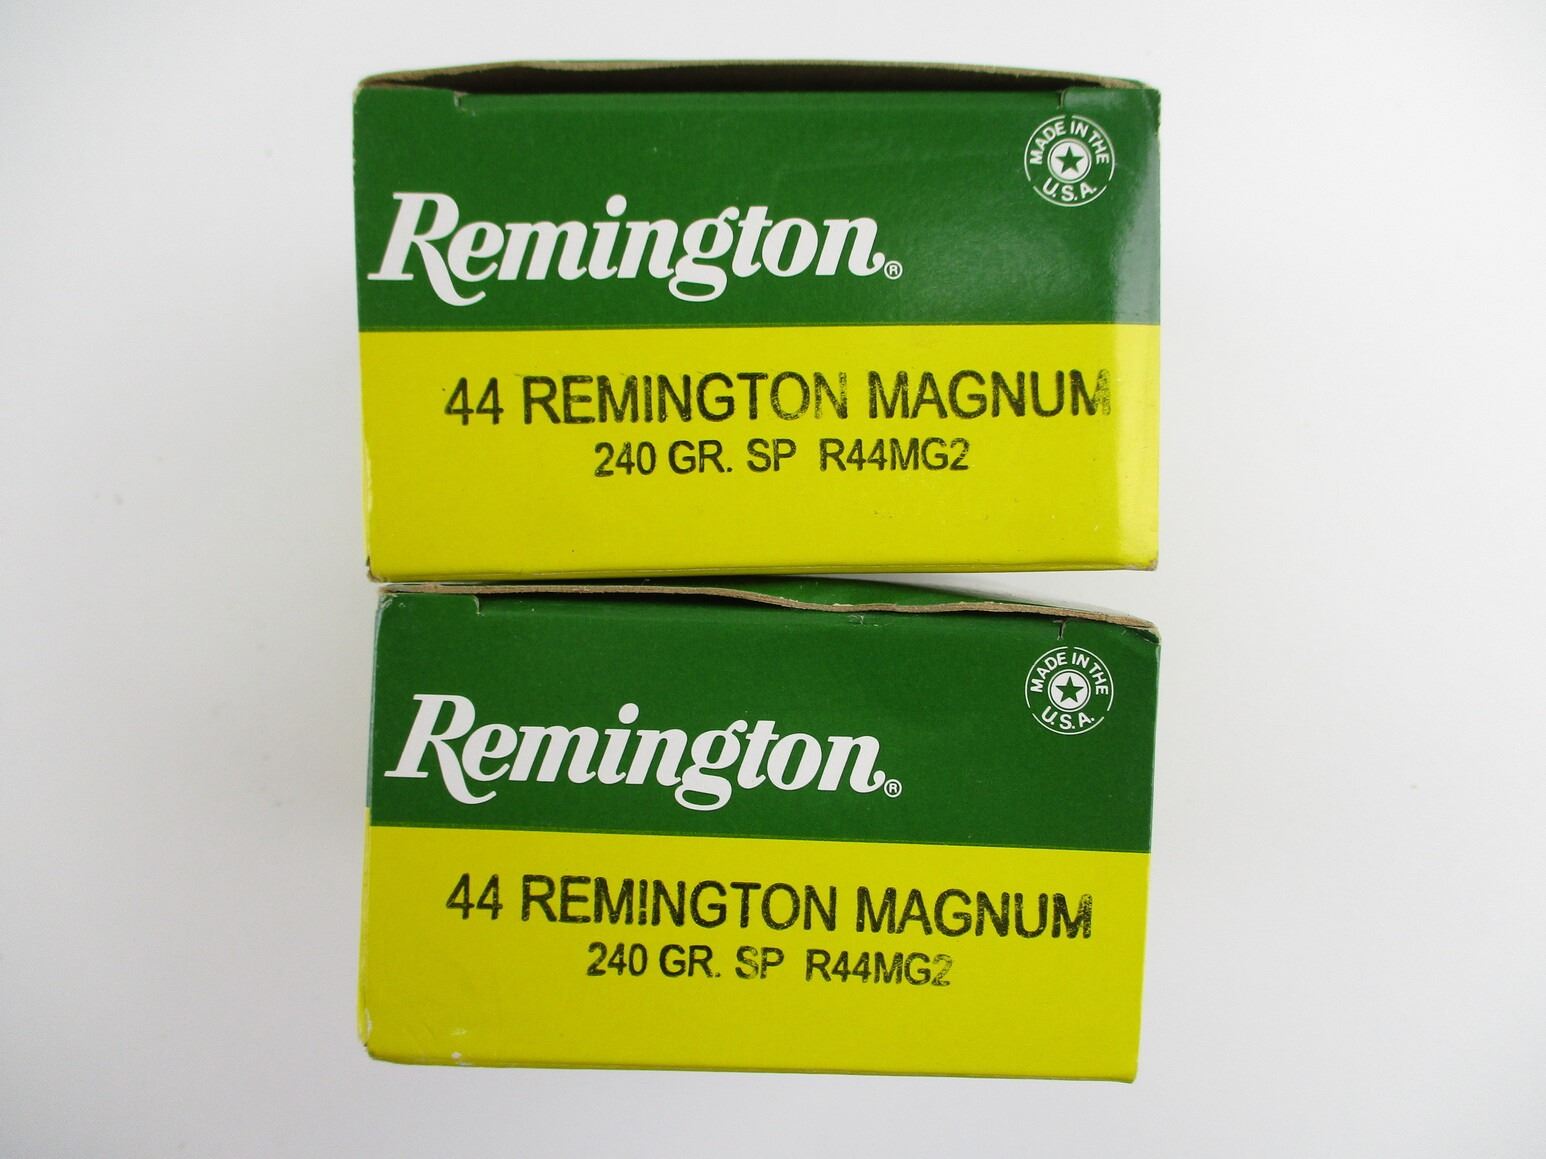 MADE IN THE
U.S.A.
Remington®
44 REMINGTON MAGNUM
240 GR. SP R44MG2
MADE IN THE
U.S.A.
Remington®
44 REMINGTON MAGNUM
240 GR. SP R44MG2